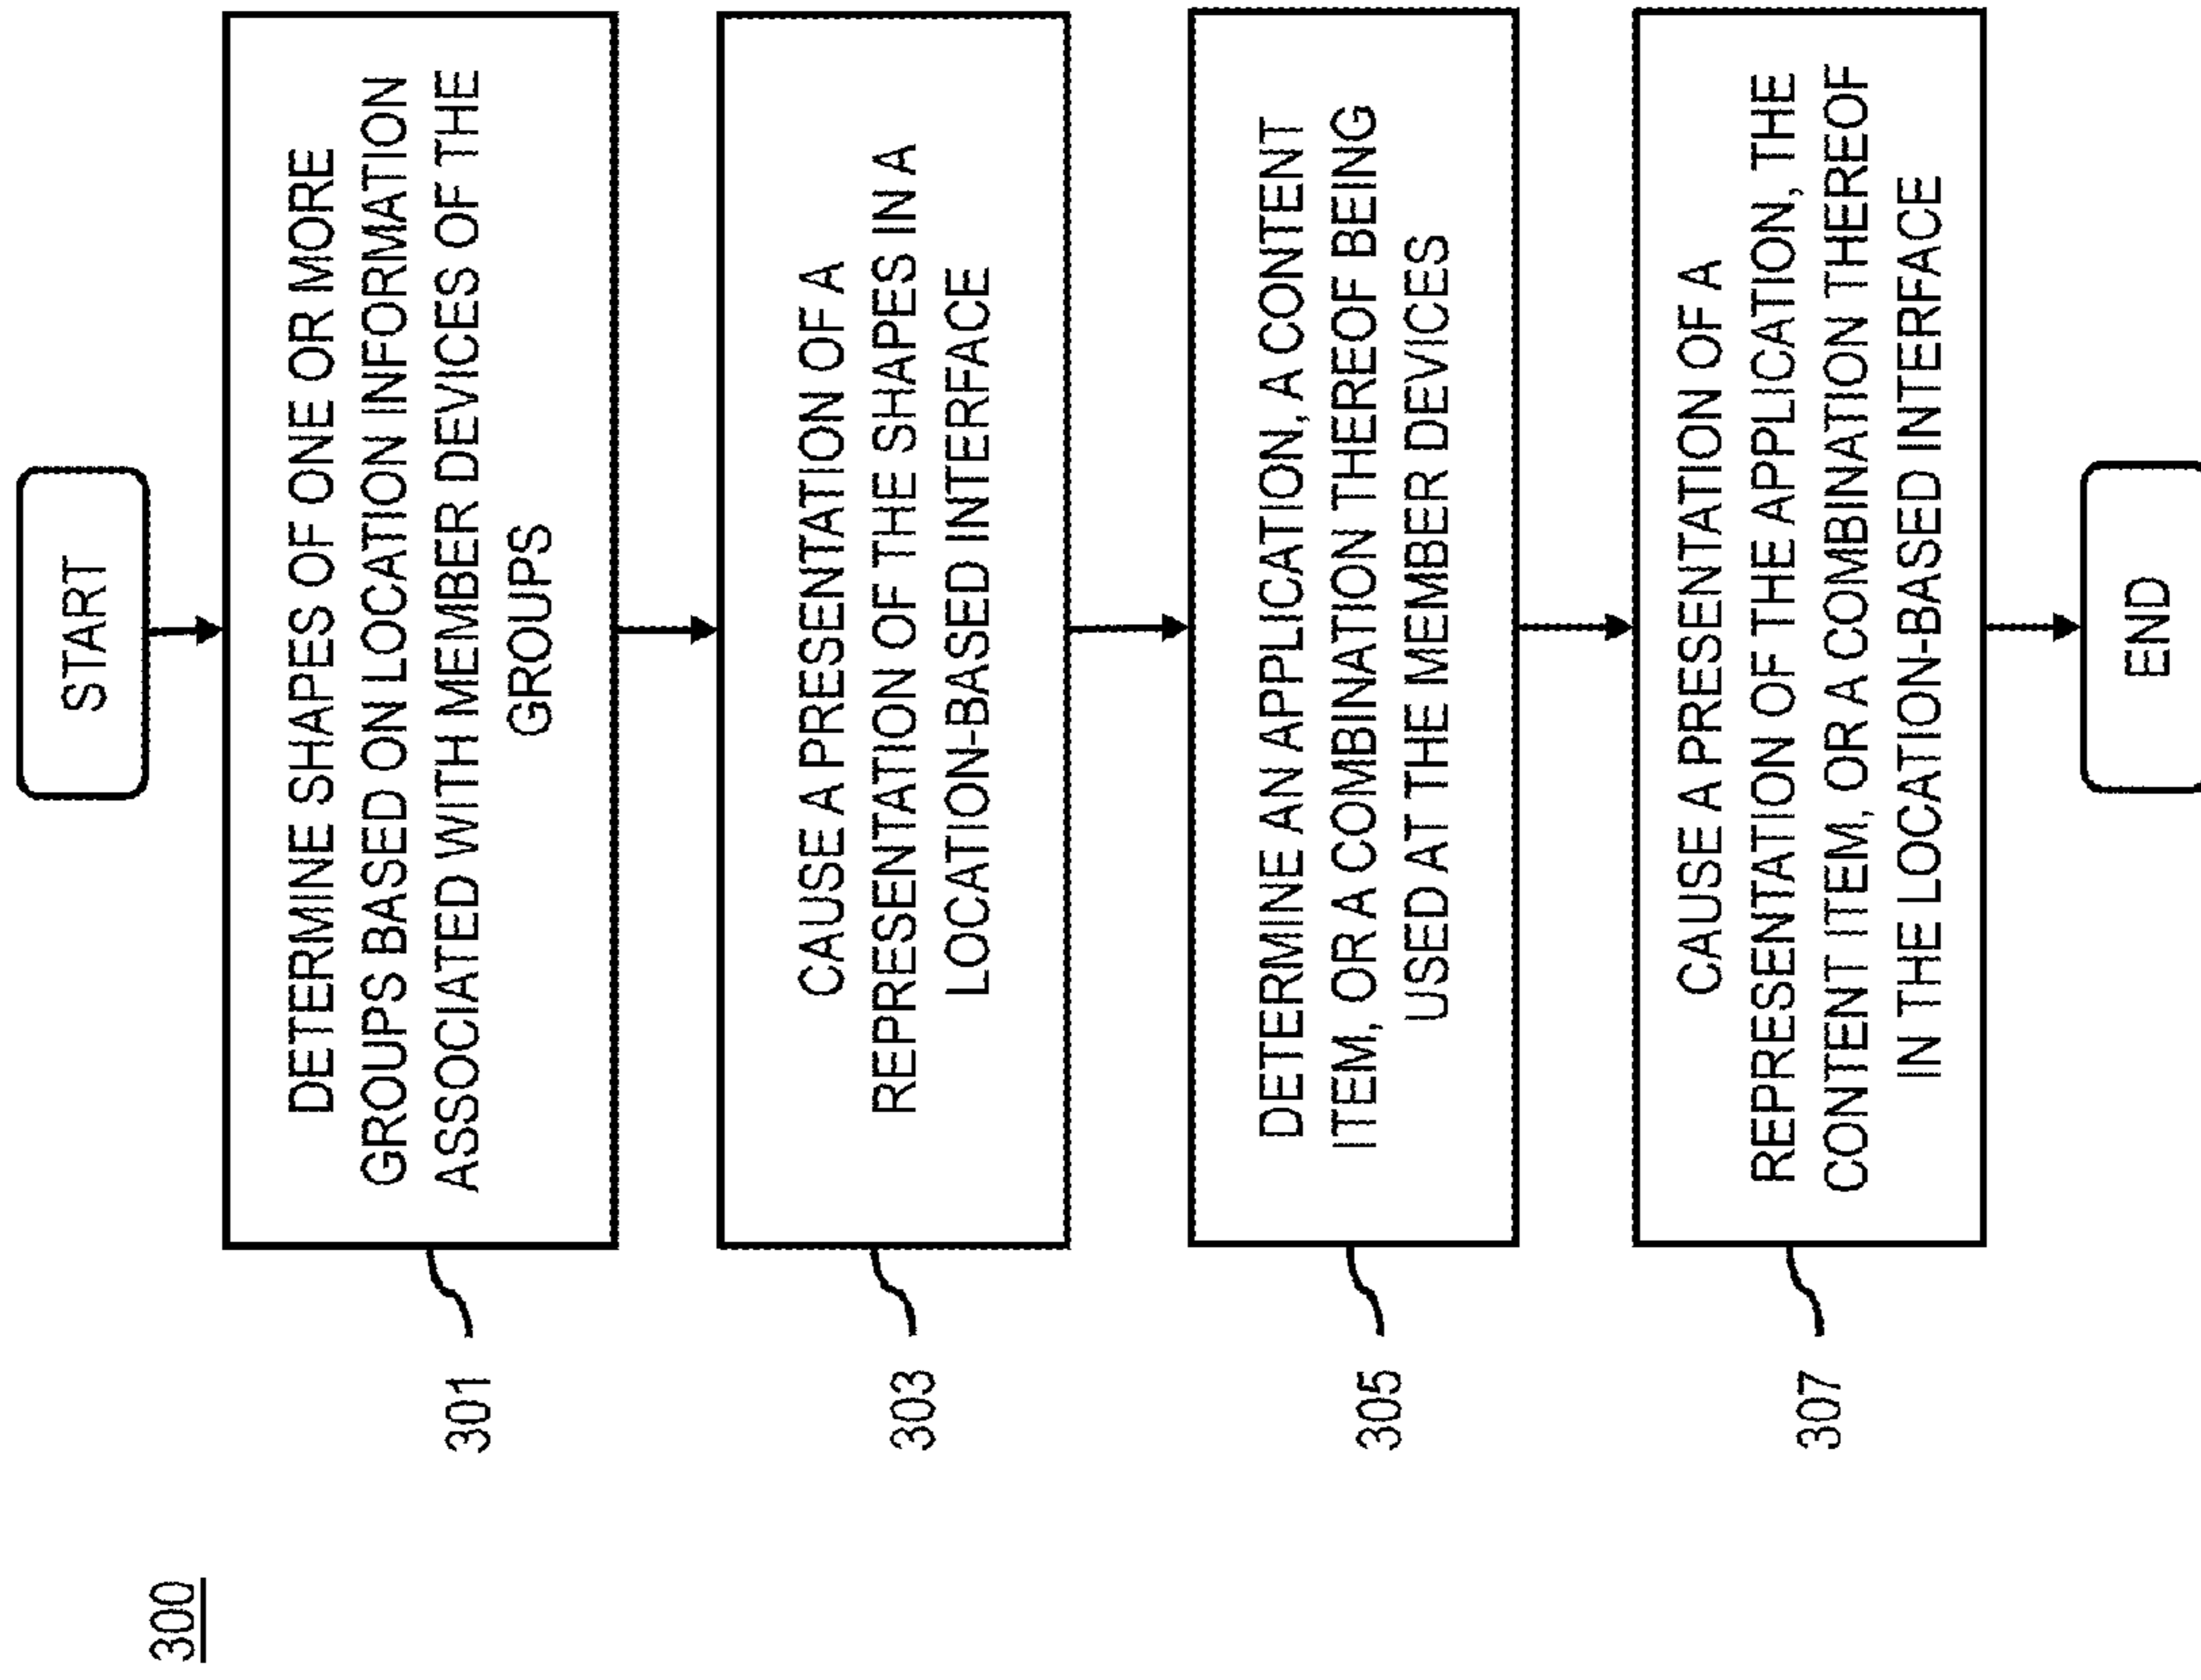 300
START
DETERMINE SHAPES OF ONE OR MORE
GROUPS BASED ON LOCATION INFORMATION
ASSOCIATED WITH MEMBER DEVICES OF THE
GROUPS
301
CAUSE A PRESENTATION OF A
REPRESENTATION OF THE SHAPES IN A
LOCATION-BASED INTERFACE
303
DETERMINE AN APPLICATION, A CONTENT
ITEM, OR A COMBINATION THEREOF BEING
USED AT THE MEMBER DEVICES
305
CAUSE A PRESENTATION OF A
REPRESENTATION OF THE APPLICATION, THE
CONTENT ITEM, OR A COMBINATION THEREOF
IN THE LOCATION-BASED INTERFACE
307
END